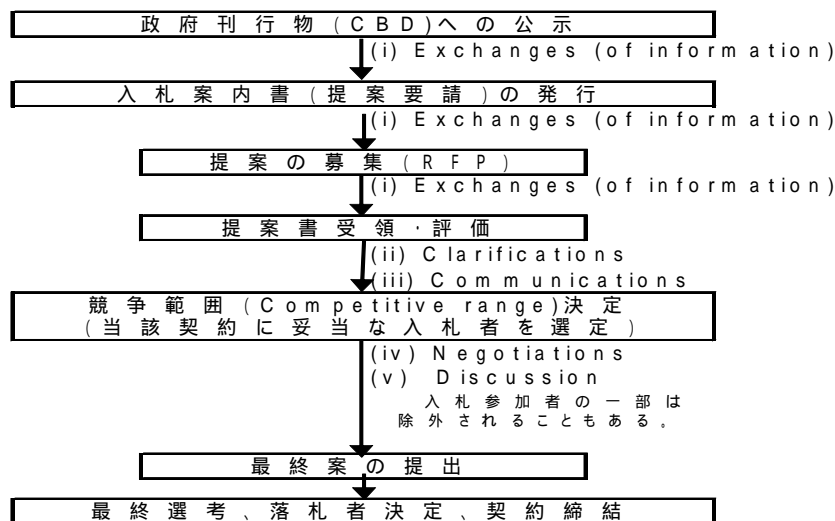 政府刊行物(CBD)への公示
(i) Exchanges (of information)
入札案内書(提案要請)の発行
(i) Exchanges (of information)
提案の募集(RFP)
(i) Exchanges (of information)
提案書受領・評価
(ii) Clarifications
(iii) Communications
競争範囲(Competitive range)決定
(当該契約に妥当な入札者を選定)
(iv) Negotiations
(v) Discussion
入札参加者の一部は
除外されることもある。
最終案の提出
最終選考、落札者決定、契約締結